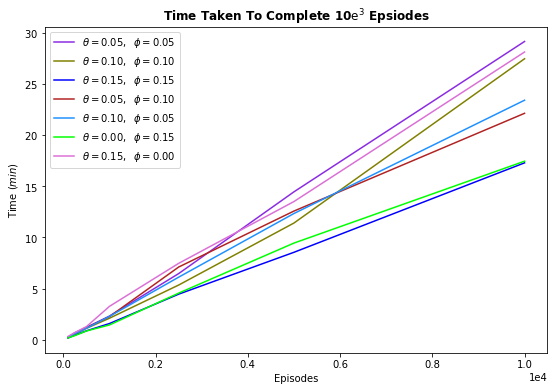 Time Taken To Complete 10e³ Epsiodes
θ = 0.05, ϕ = 0.05
θ = 0.10, ϕ = 0.10
θ = 0.15, ϕ = 0.15
θ = 0.05, ϕ = 0.10
θ = 0.10, ϕ = 0.05
θ = 0.00, ϕ = 0.15
θ = 0.15, ϕ = 0.00
Time (min)
30
25
20
15
10
5
0
0.0 0.2 0.4 0.6 0.8 1.0
1e4
Episodes